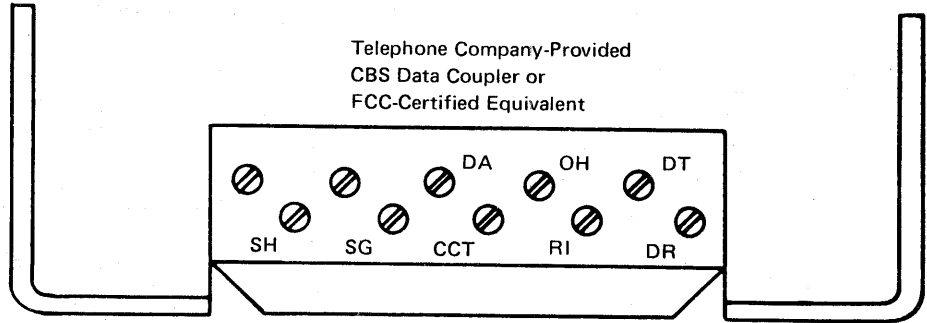 Telephone Company-Provided
CBS Data Coupler or
FCC-Certified Equivalent
DA OH DT
SH SG CCT RI DR